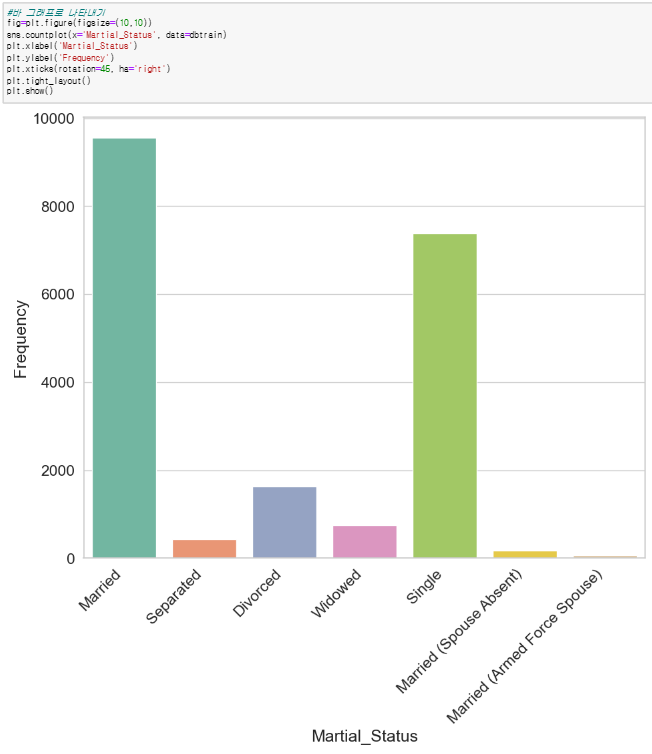 #바 그래프로 나타내기
fig=plt.figure(figsize=(10,10))
sns.countplot(x='Martial_Status', data=dbtrain)
plt.xlabel('Martial_Status')
plt.ylabel('Frequency')
plt.xticks(rotation=45, ha='right')
plt.tight_layout()
plt.show()
10000
8000
6000
4000
2000
0
Frequency
Married
Separated
Divorced
Widowed
Single
Married (Spouse Absent)
Married (Armed Force Spouse)
Martial_Status